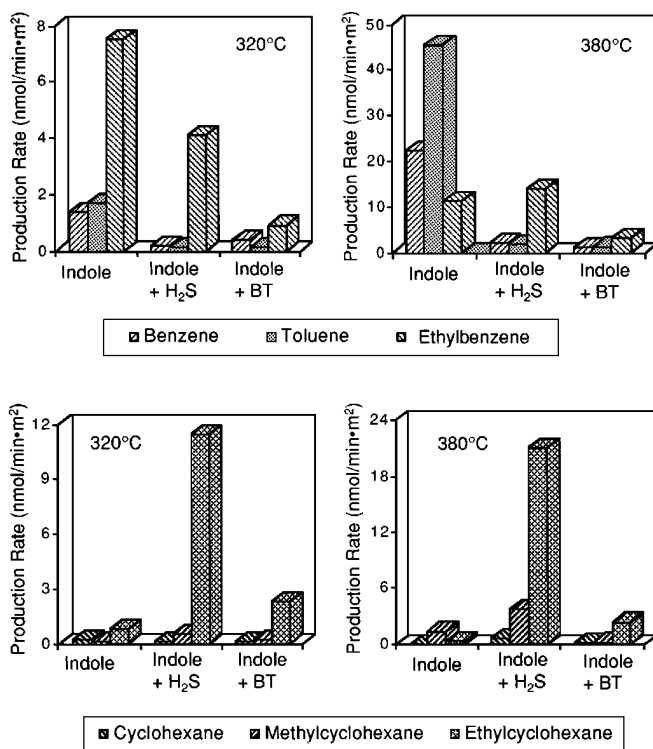 Production Rate (nmol/min•m²)
8
6
4
2
0
320°C
Indole
Indole
+ H₂S
Indole
+ BT
Production Rate (nmol/min•m²)
50
40
30
20
10
0
380°C
Indole
Indole
+ H₂S
Indole
+ BT
Benzene Toluene Ethylbenzene
Production Rate (nmol/min•m²)
12
9
6
3
0
320°C
Indole
Indole
+ H₂S
Indole
+ BT
Production Rate (nmol/min•m²)
24
18
12
6
0
380°C
Indole
Indole
+ H₂S
Indole
+ BT
Cyclohexane Methylcyclohexane Ethylcyclohexane